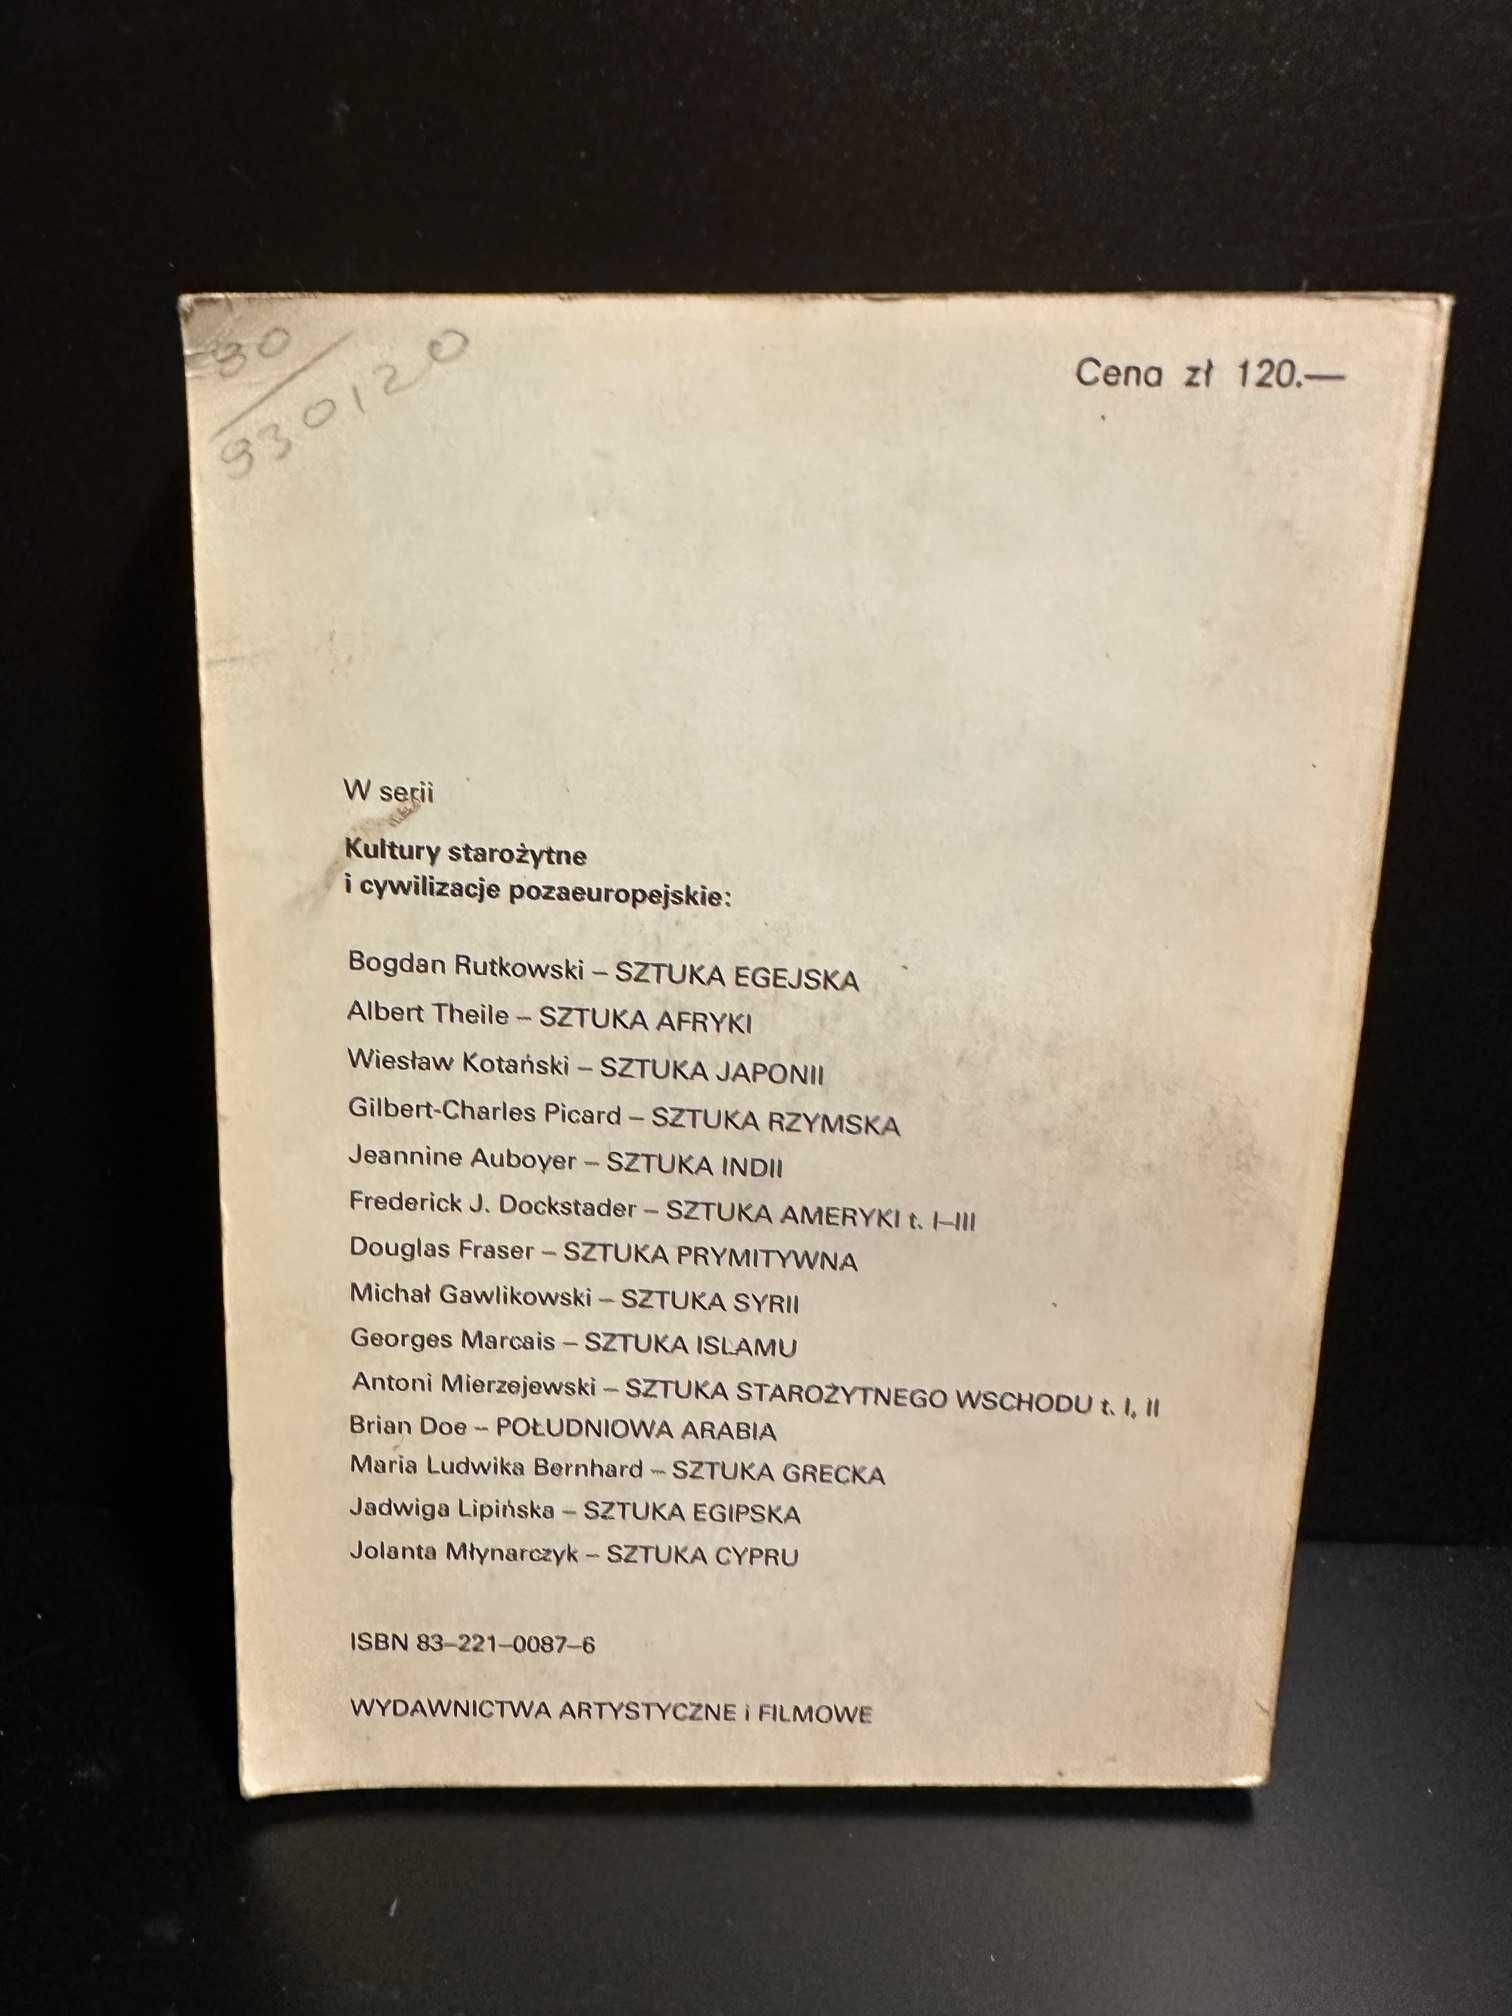 80
930120
Cena zł 120.—
W serii
Kultury starożytne
i cywilizacje pozaeuropejskie:
Bogdan Rutkowski – SZTUKA EGEJSKA
Albert Theile – SZTUKA AFRYKI
Wiesław Kotański – SZTUKA JAPONII
Gilbert-Charles Picard – SZTUKA RZYMSKA
Jeannine Auboyer – SZTUKA INDII
Frederick J. Dockstader – SZTUKA AMERYKI t. I–III
Douglas Fraser – SZTUKA PRYMITYWNA
Michał Gawlikowski – SZTUKA SYRII
Georges Marcais – SZTUKA ISLAMU
Antoni Mierzejewski – SZTUKA STAROŻYTNEGO WSCHODU t. I, II
Brian Doe – POŁUDNIOWA ARABIA
Maria Ludwika Bernhard – SZTUKA GRECKA
Jadwiga Lipińska – SZTUKA EGIPSKA
Jolanta Młynarczyk – SZTUKA CYPRU
ISBN 83–221–0087–6
WYDAWNICTWA ARTYSTYCZNE i FILMOWE